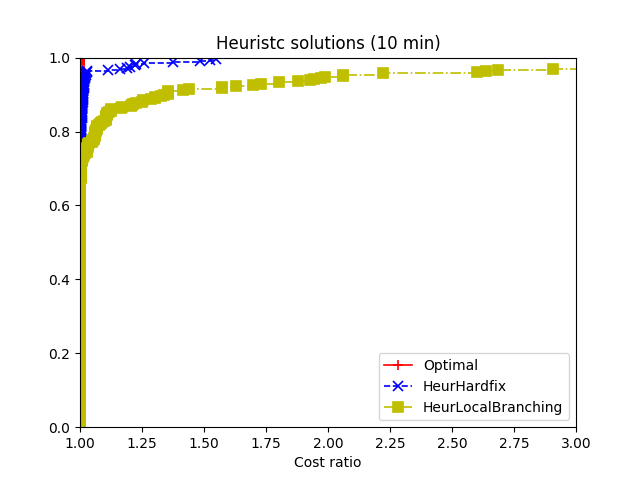 Heuristc solutions (10 min)
1.0
0.8
0.6
0.4
0.2
0.0
Optimal
HeurHardfix
HeurLocalBranching
1.00 1.25 1.50 1.75 2.00 2.25 2.50 2.75 3.00
Cost ratio